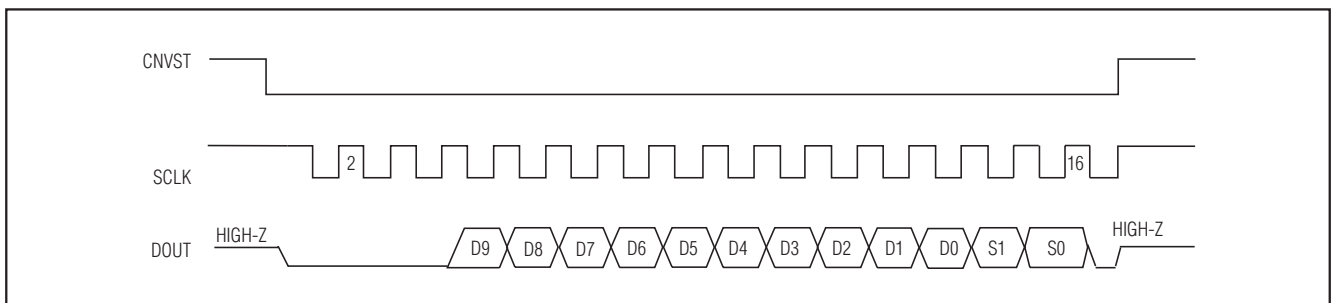 CNVST
SCLK
2
16
DOUT
HIGH-Z
D9 D8 D7 D6 D5 D4 D3 D2 D1 D0 S1 S0
HIGH-Z